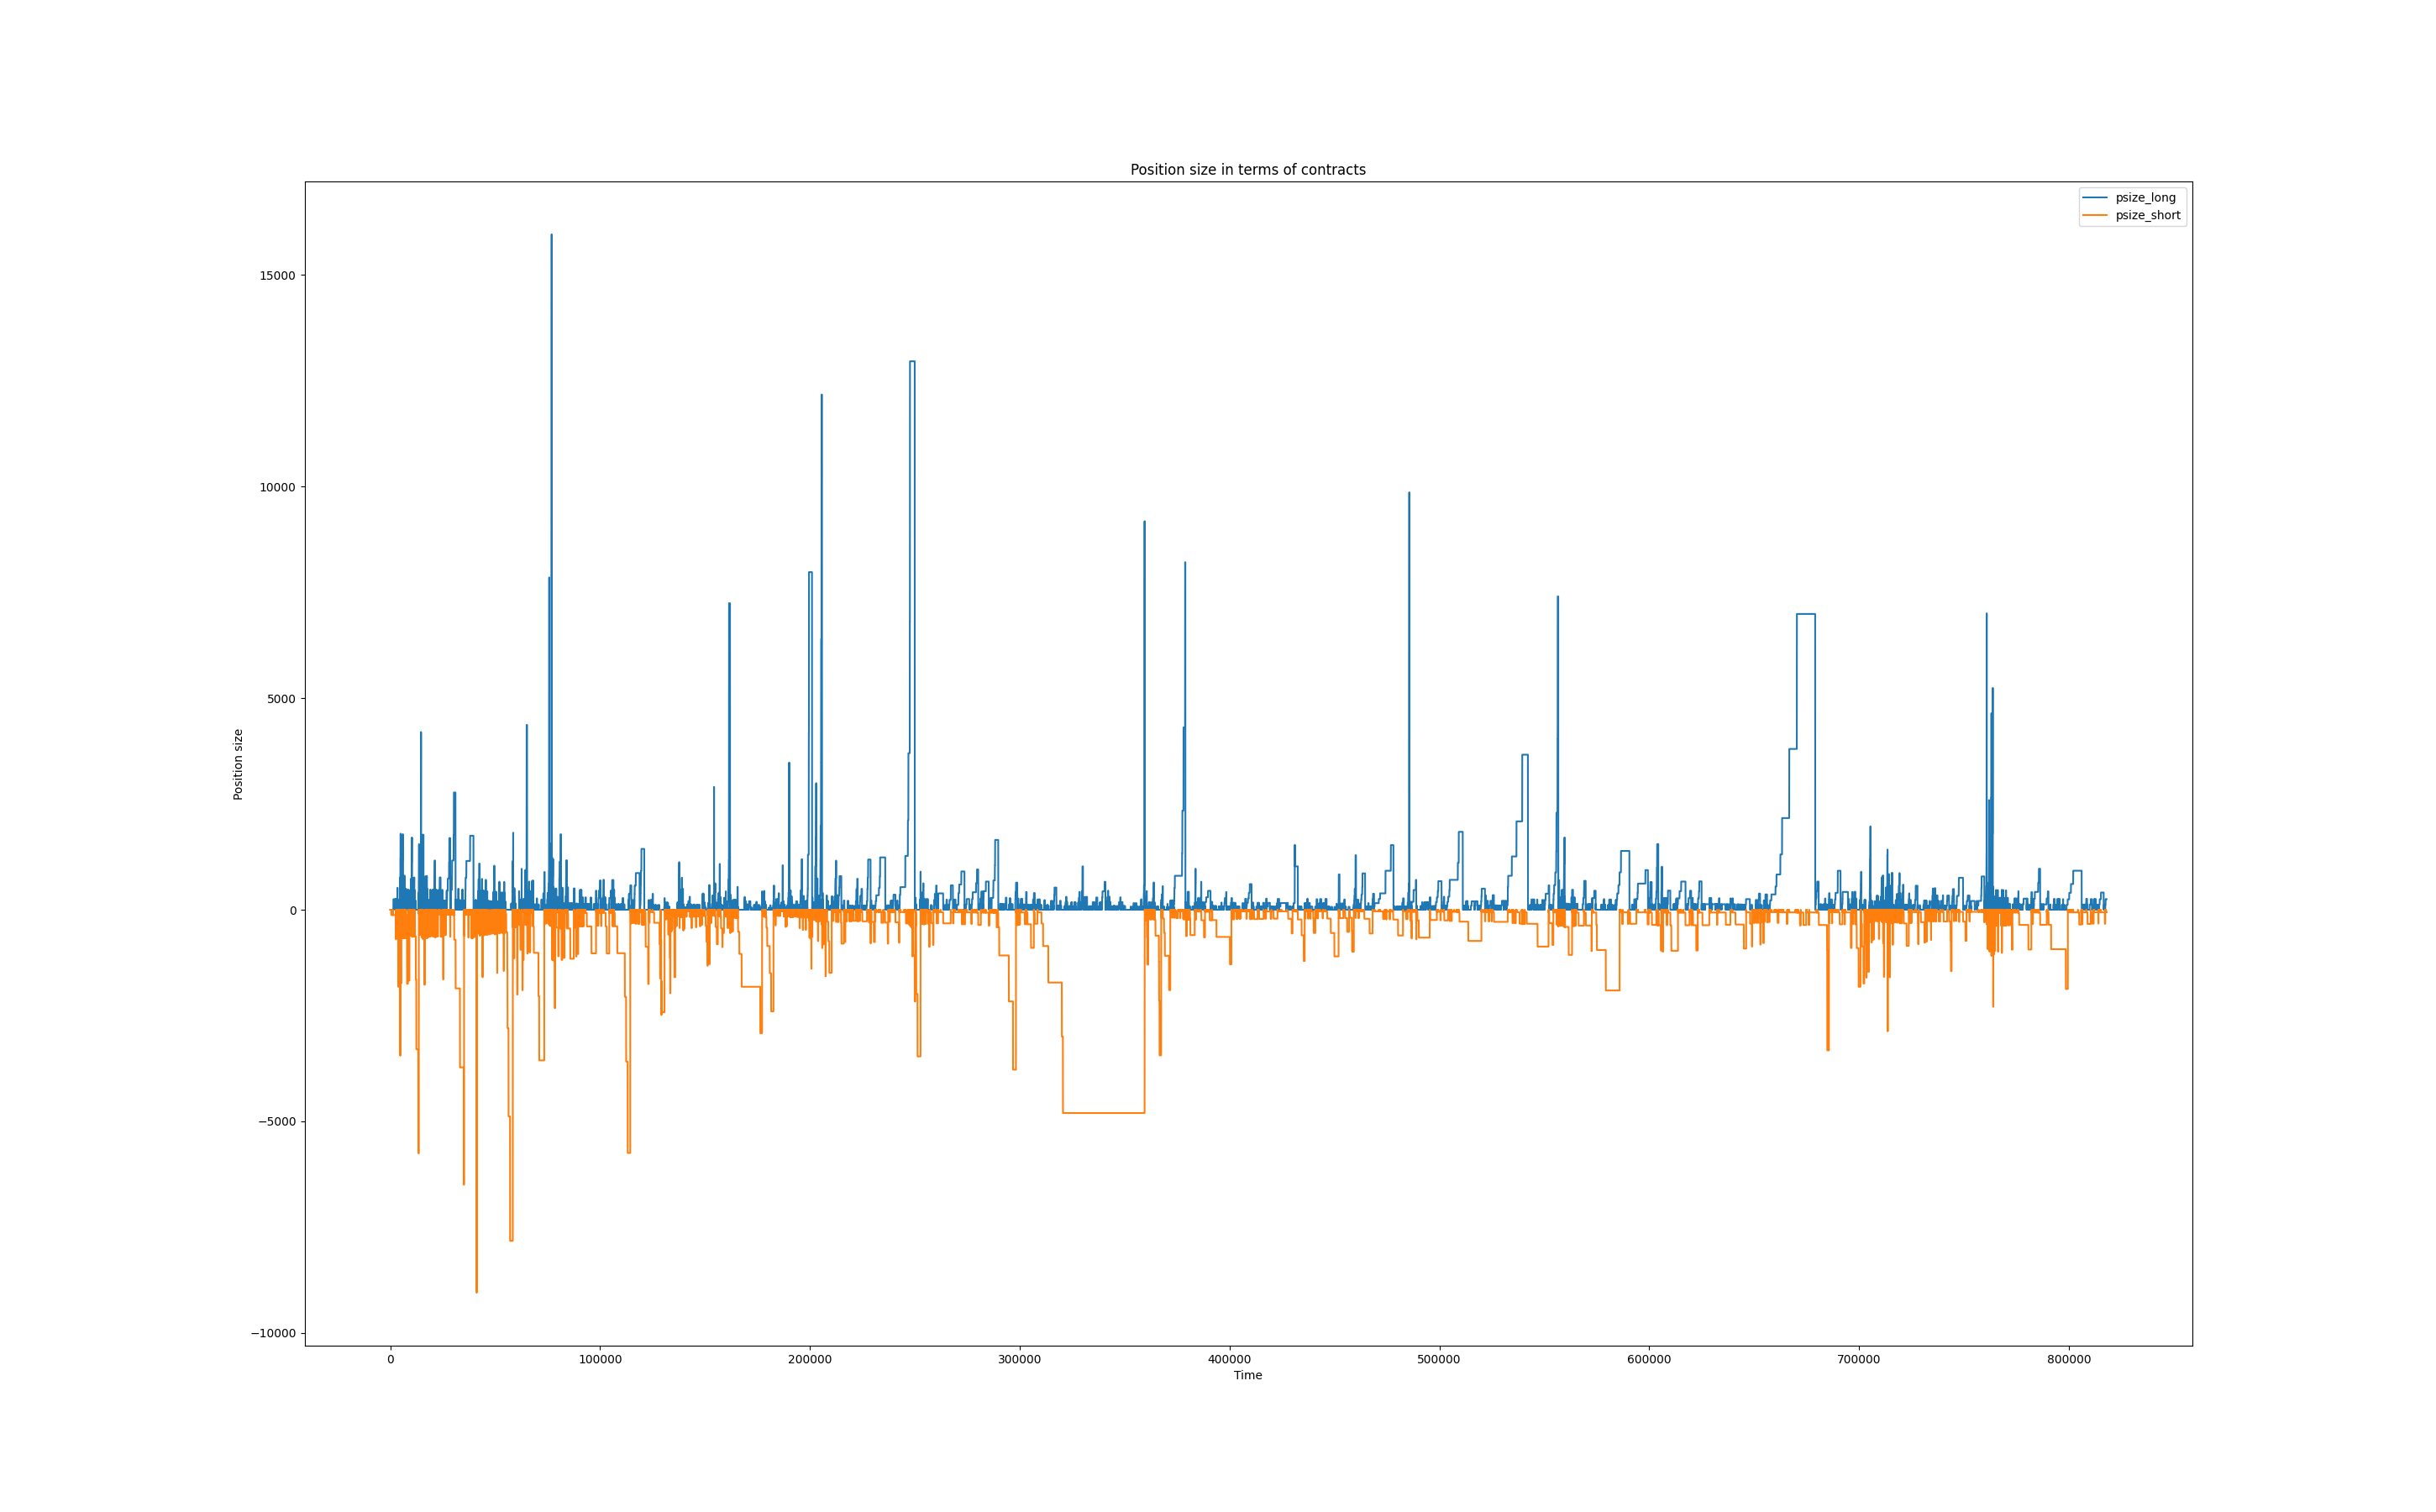 Position size in terms of contracts
psize_long
psize_short
15000
10000
5000
0
−5000
−10000
Position size
0 100000 200000 300000 400000 500000 600000 700000 800000
Time